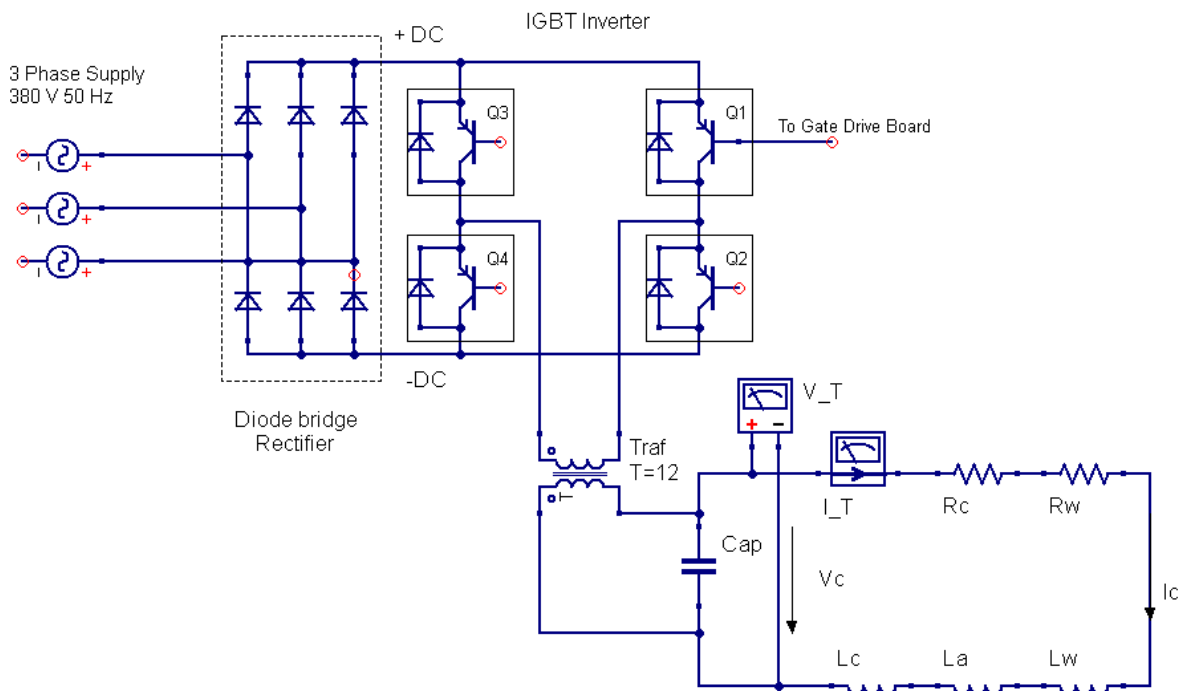 IGBT Inverter
+ DC
3 Phase Supply
380 V 50 Hz
Q3
Q1
To Gate Drive Board
Q4
Q2
-DC
Diode bridge
Rectifier
V_T
Traf
T=12
T
I_T
Rc
Rw
Cap
Vc
Ic
Lc
La
Lw